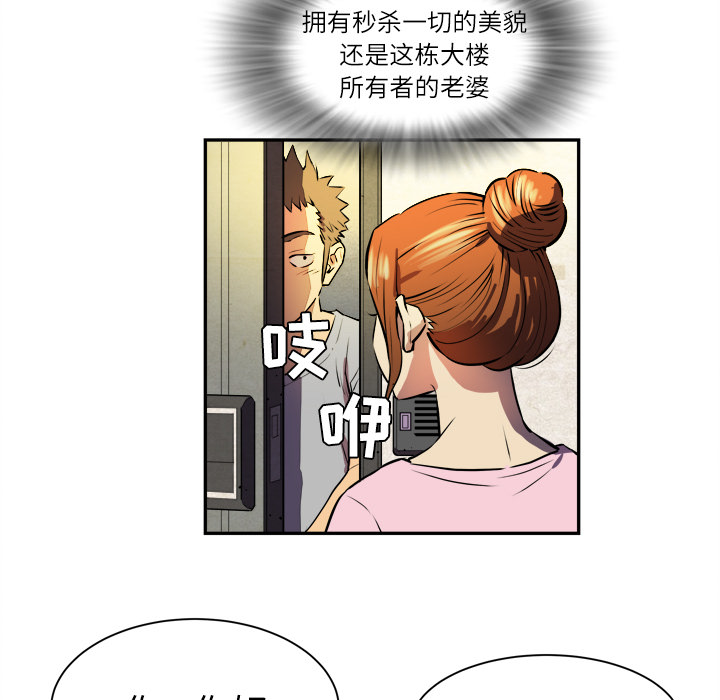 拥有秒杀一切的美貌
还是这栋大楼
所有者的老婆
吱
咿